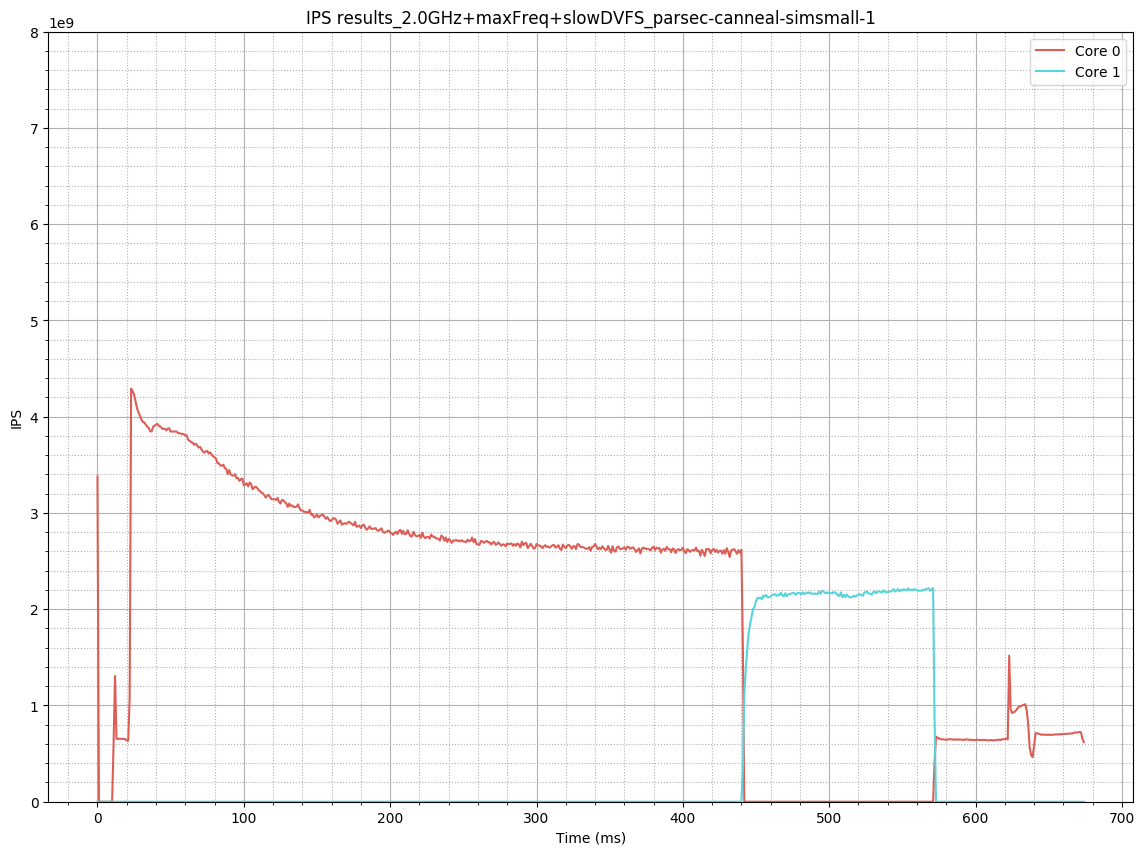 IPS results_2.0GHz+maxFreq+slowDVFS_parsec-canneal-simsmall-1
1e9
8
7
6
5
4
3
2
1
0
IPS
Core 0
Core 1
0 100 200 300 400 500 600 700
Time (ms)